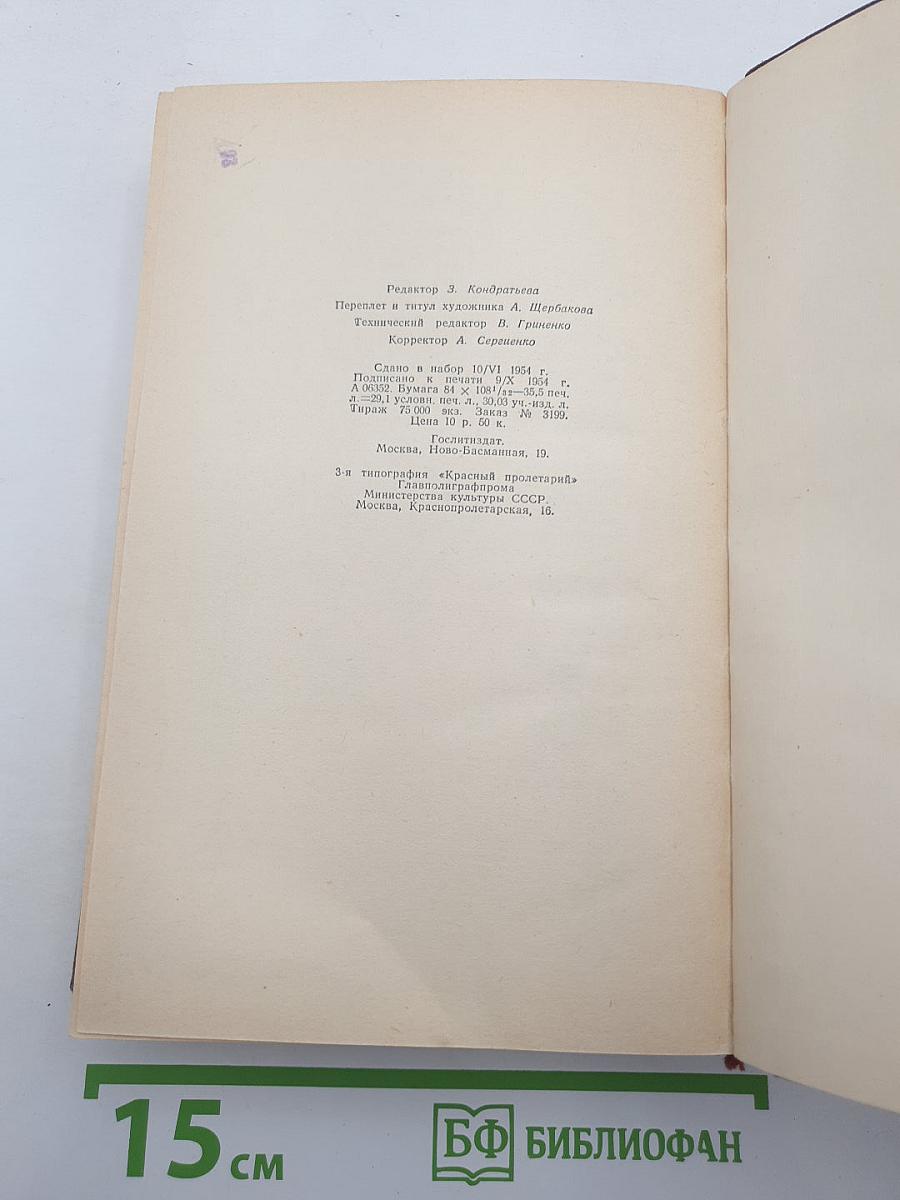 Редактор З. Кондратьева
Переплет и титул художника А. Щербакова
Технический редактор В. Гриненко
Корректор А. Сергиенко
Сдано в набор 10/VI 1954 г.
Подписано к печати 9/X 1954 г.
А 06352. Бумага 84 × 108¹/₃₂—35,5 печ.
л.=29,1 условн. печ. л., 30,03 уч.-изд. л.
Тираж 75 000 экз. Заказ № 3199.
Цена 10 р. 50 к.
Гослитиздат.
Москва, Ново-Басманная, 19.
3-я типография «Красный пролетарий»
Главполиграфпрома
Министерства культуры СССР.
Москва, Краснопролетарская, 16.
15 см
БФ БИБЛИОФАН